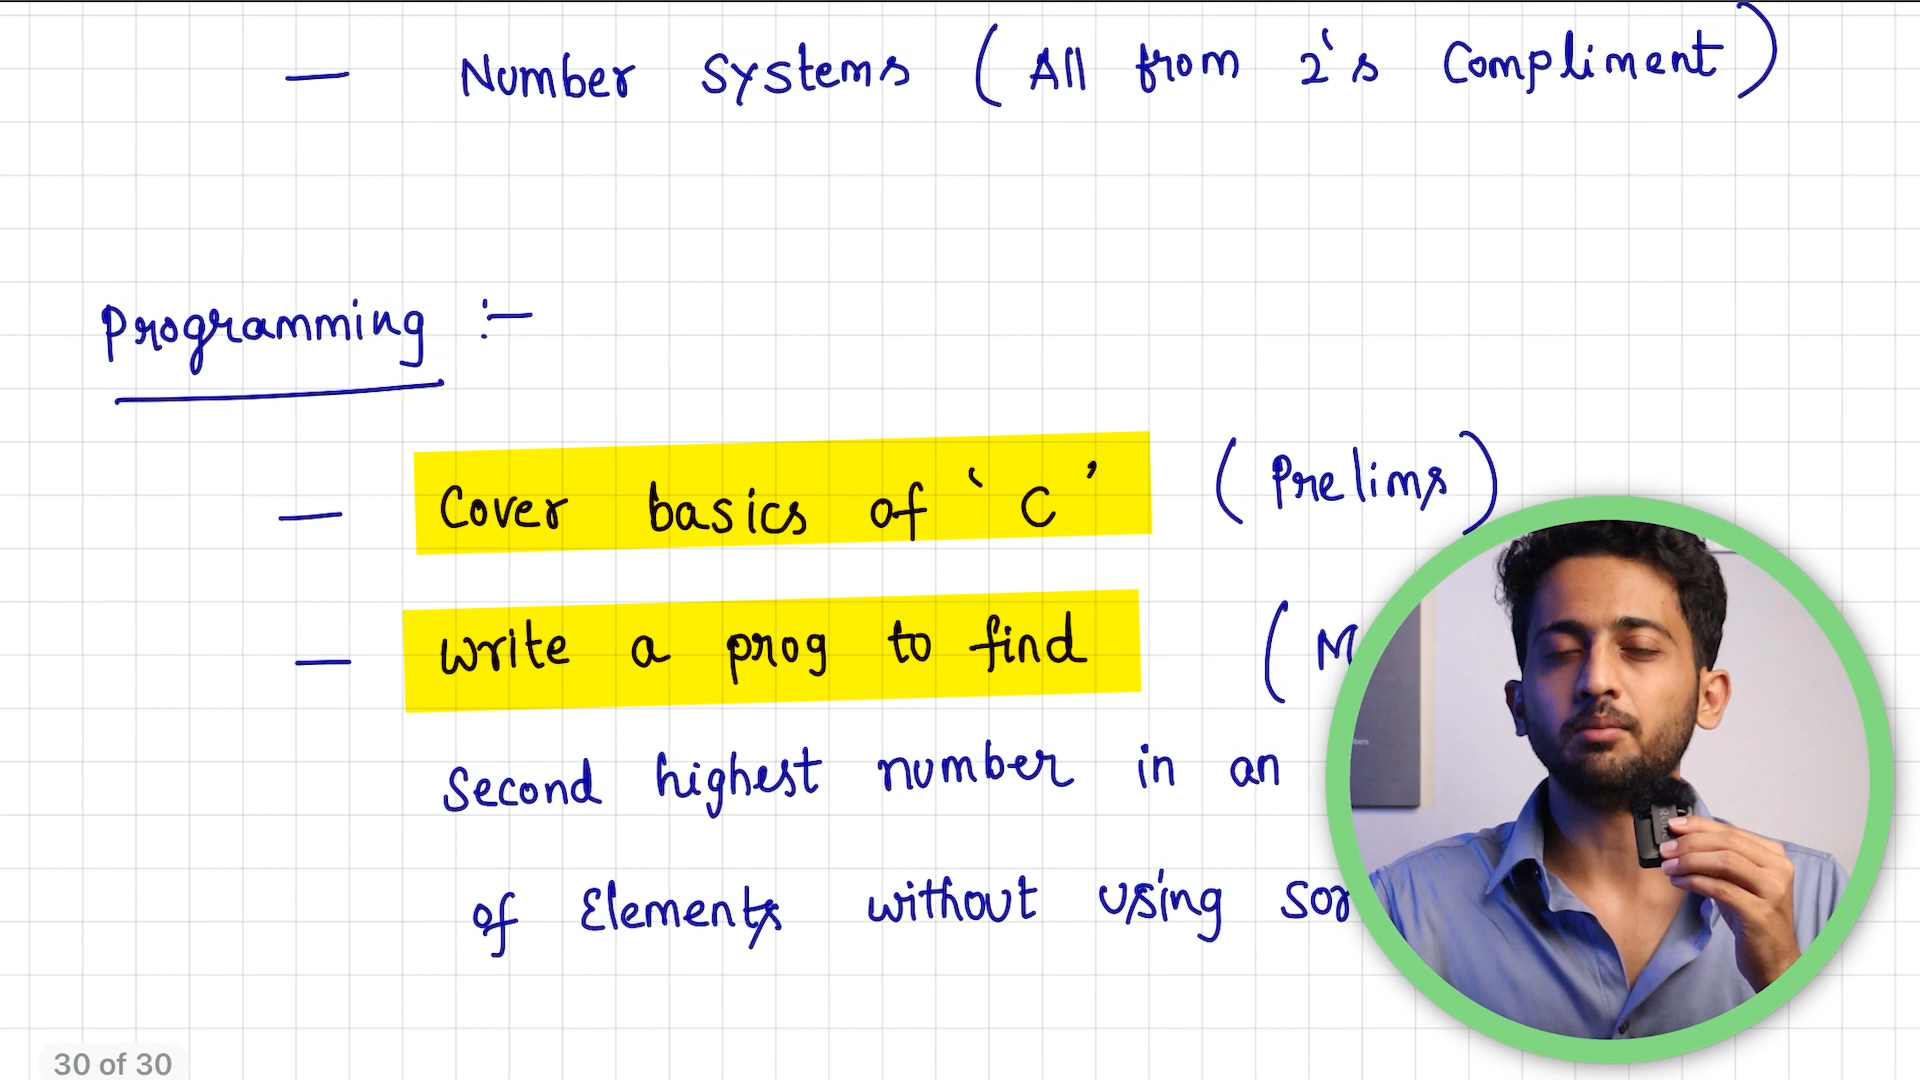 — Number Systems ( All from 2's Compliment )
Programming :-
— Cover basics of ‘C’ ( Prelims )
— write a prog to find ( M
Second highest number in an
of Elements without using
30 of 30